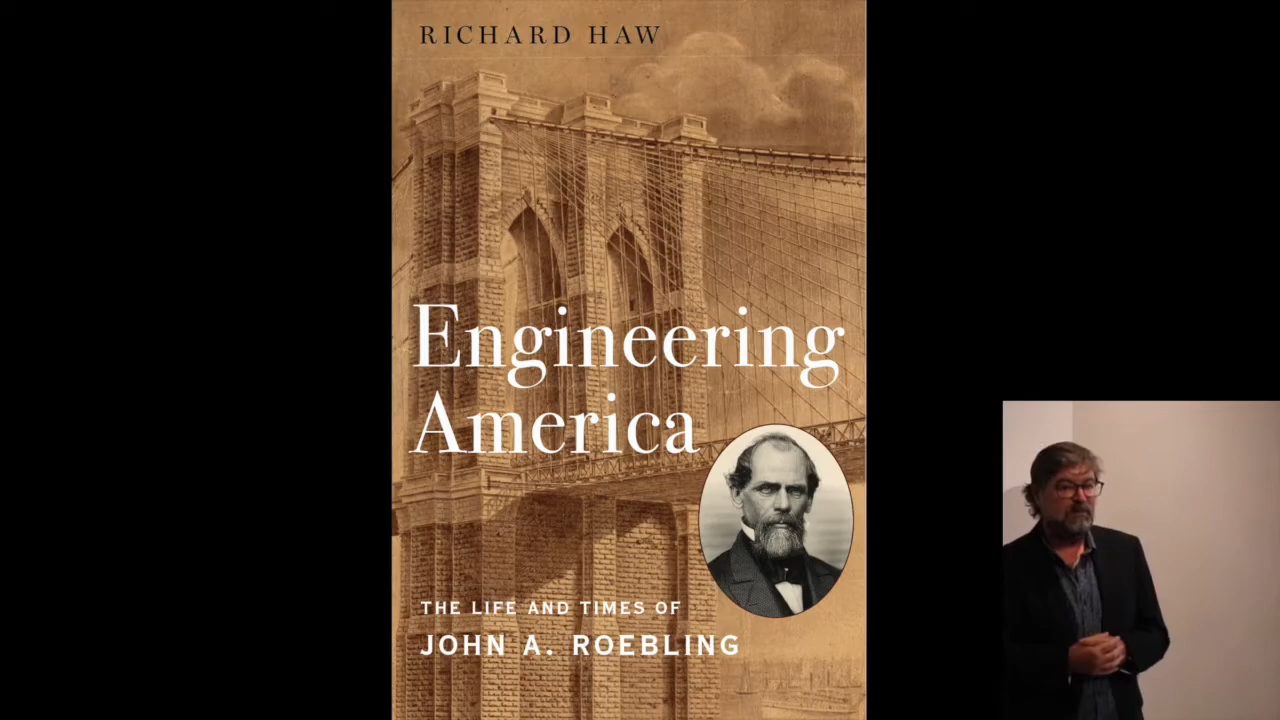 RICHARD HAW
Engineering
America
THE LIFE AND TIMES OF
JOHN A. ROEBLING